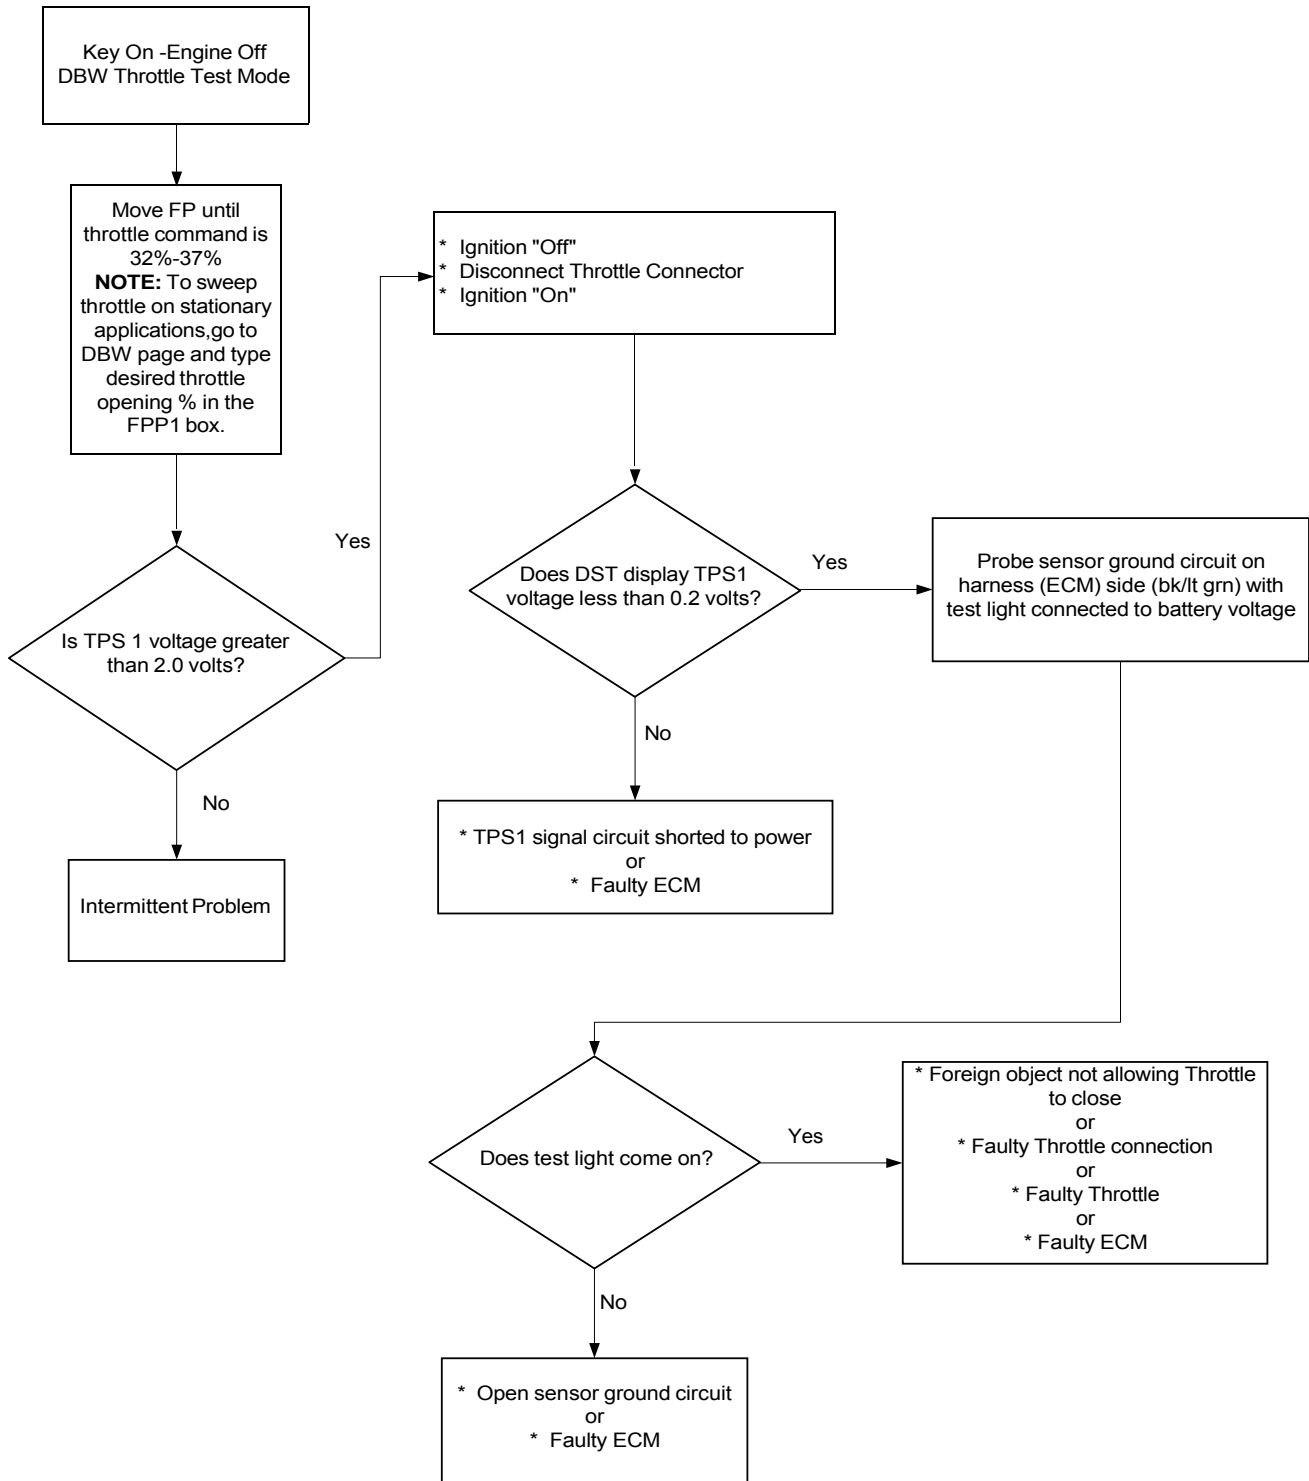 Key On -Engine Off
DBW Throttle Test Mode
Move FP until
throttle command is
32%-37%
NOTE: To sweep
throttle on stationary
applications,go to
DBW page and type
desired throttle
opening % in the
FPP1 box.
Is TPS 1 voltage greater
than 2.0 volts?
Yes
No
Intermittent Problem
* Ignition "Off"
* Disconnect Throttle Connector
* Ignition "On"
Does DST display TPS1
voltage less than 0.2 volts?
Yes
No
* TPS1 signal circuit shorted to power
or
* Faulty ECM
Probe sensor ground circuit on
harness (ECM) side (bk/lt grn) with
test light connected to battery voltage
Does test light come on?
Yes
* Foreign object not allowing Throttle
to close
or
* Faulty Throttle connection
or
* Faulty Throttle
or
* Faulty ECM
No
* Open sensor ground circuit
or
* Faulty ECM